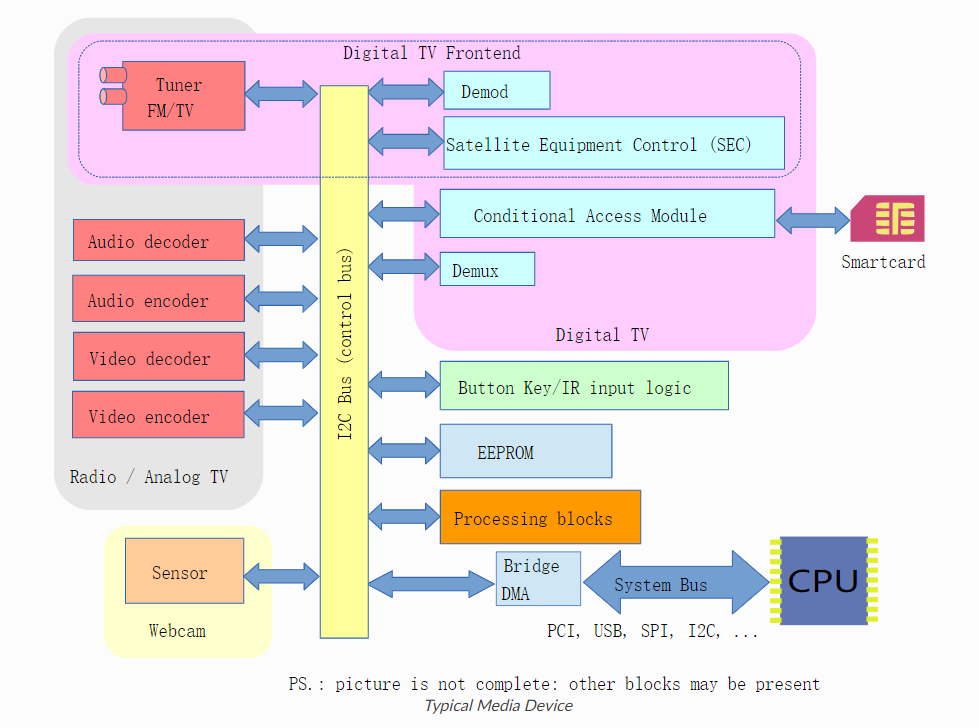 Digital TV Frontend
Tuner
FM/TV
Demod
Satellite Equipment Control (SEC)
Conditional Access Module
Smartcard
Audio decoder
Demux
Audio encoder
I2C Bus (control bus)
Digital TV
Video decoder
Button Key/IR input logic
Video encoder
EEPROM
Radio / Analog TV
Processing blocks
Sensor
Bridge
DMA
System Bus
CPU
Webcam
PCI, USB, SPI, I2C, ...
PS.: picture is not complete: other blocks may be present
Typical Media Device